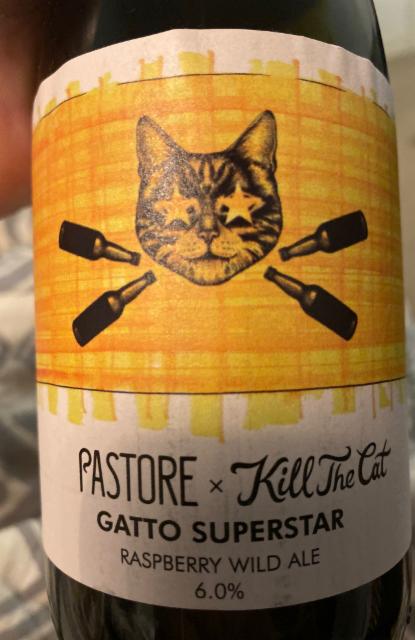 PASTORE × Kill The Cat
GATTO SUPERSTAR
RASPBERRY WILD ALE
6.0%